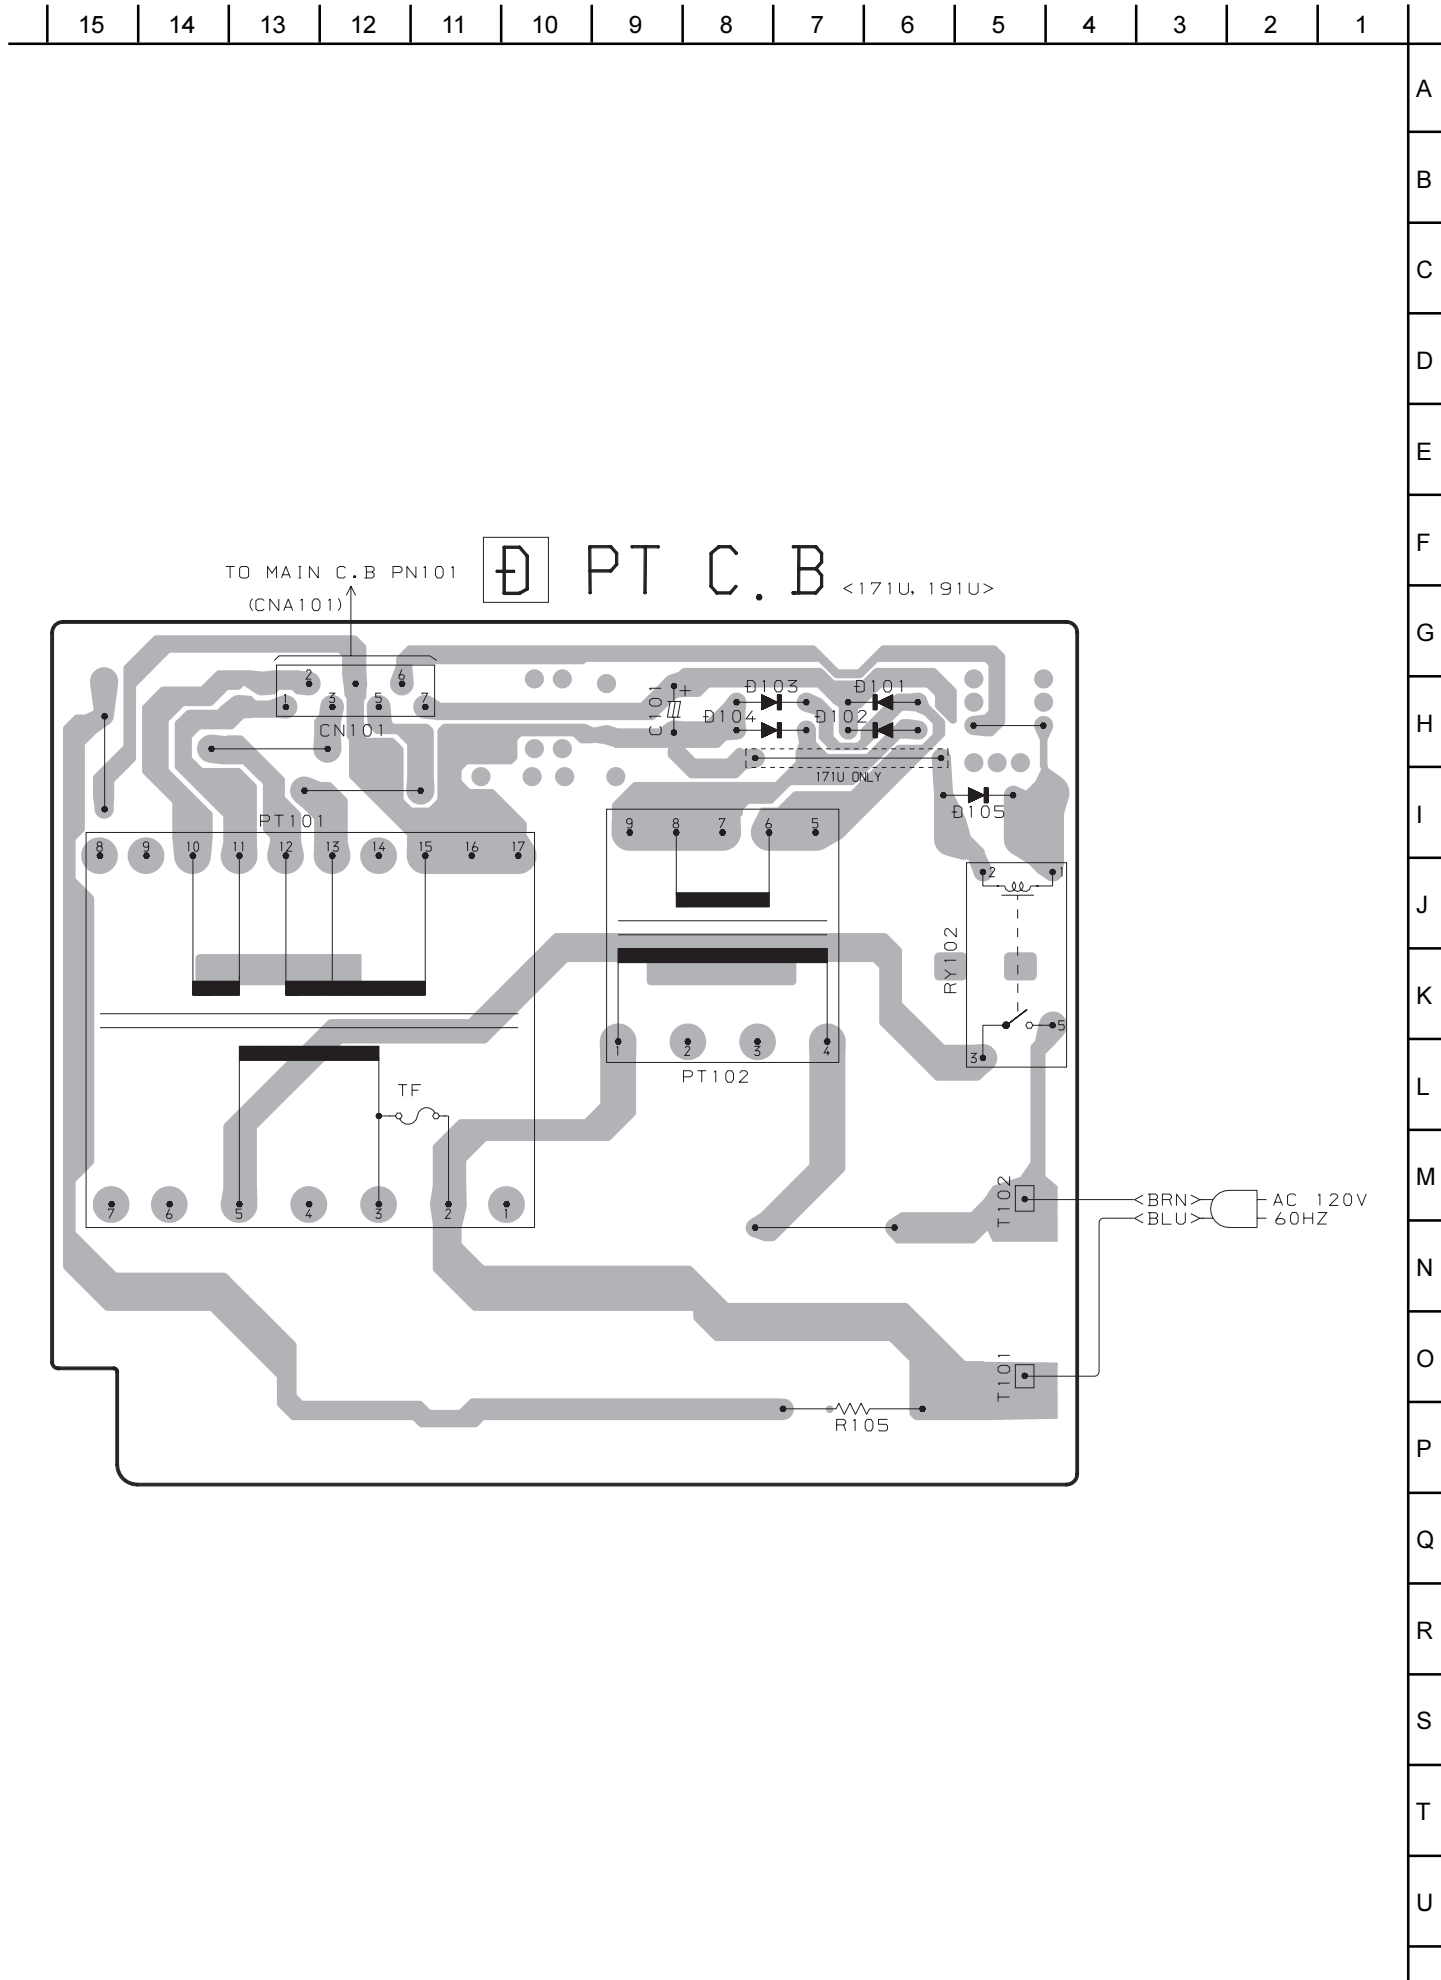 15 14 13 12 11 10 9 8 7 6 5 4 3 2 1
A
B
C
D
E
F
TO MAIN C.B PN101
(CNA101)
D PT C.B <171U, 191U>
G
2 6
1 3 5 7
CN101
C101 +
D103 D101
D104 D102
H
171U ONLY
D105
I
PT101
8 9 10 11 12 13 14 15 16 17
9 8 7 6 5
2 1
J
RY102
K
5
3
1 2 3 4
PT102
L
TF
7 6 5 4 3 2 1
M
T102
<BRN> AC 120V
<BLU> 60HZ
N
T101
O
R105
P
Q
R
S
T
U